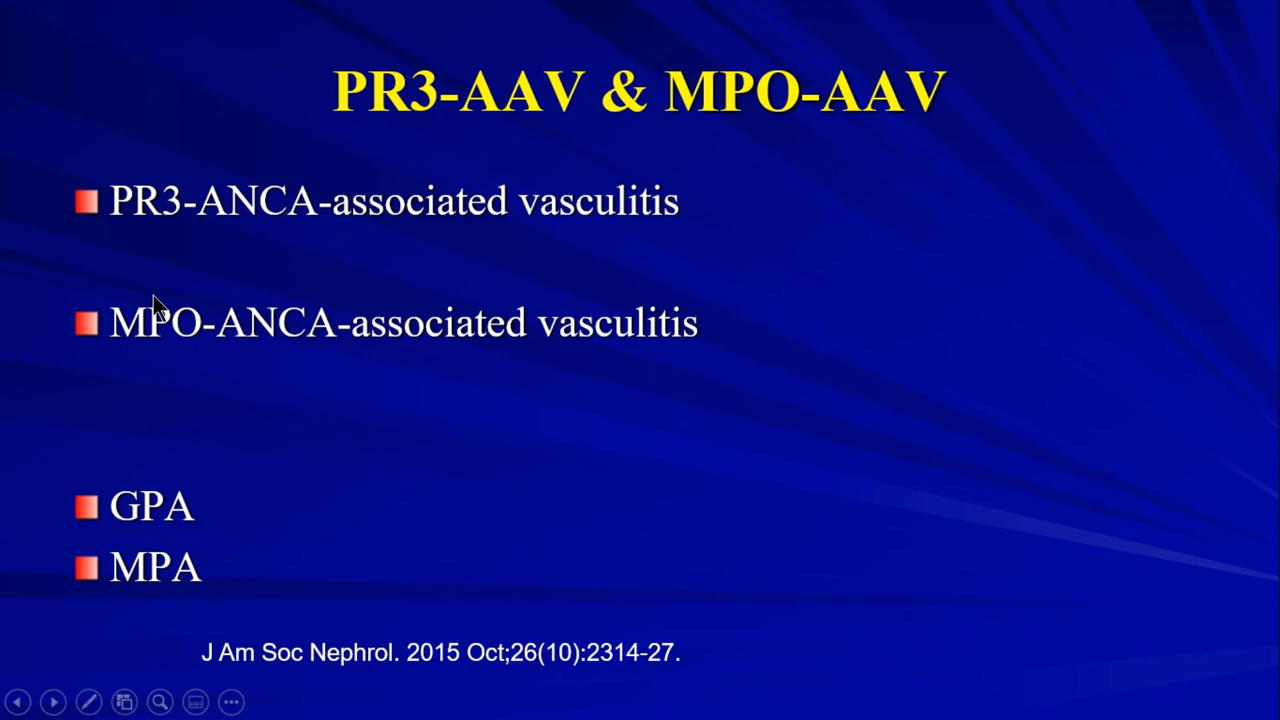 PR3-AAV & MPO-AAV
PR3-ANCA-associated vasculitis
MPO-ANCA-associated vasculitis
GPA
MPA
J Am Soc Nephrol. 2015 Oct;26(10):2314-27.